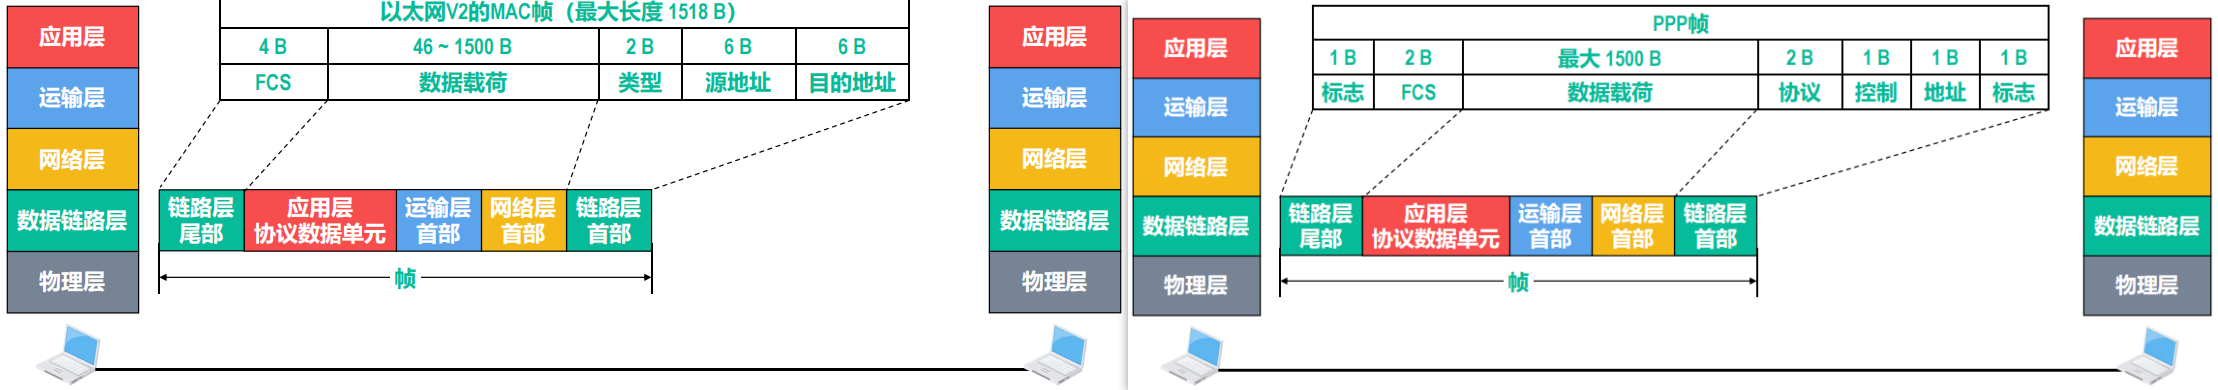 应用层
运输层
网络层
数据链路层
物理层
以太网V2的MAC帧（最大长度 1518 B）
4 B 46 ~ 1500 B 2 B 6 B 6 B
FCS 数据载荷 类型 源地址 目的地址
链路层
尾部
应用层
协议数据单元
运输层
首部
网络层
首部
链路层
首部
帧
应用层
运输层
网络层
数据链路层
物理层
应用层
运输层
网络层
数据链路层
物理层
PPP帧
1 B 2 B 最大 1500 B 2 B 1 B 1 B 1 B
标志 FCS 数据载荷 协议 控制 地址 标志
链路层
尾部
应用层
协议数据单元
运输层
首部
网络层
首部
链路层
首部
帧
应用层
运输层
网络层
数据链路层
物理层